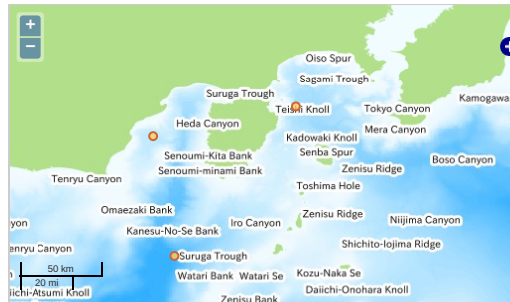 +
Oiso Spur
−
Sagami Trough
Suruga Trough
Kamogawa
Teishi Knoll
Tokyo Canyon
Heda Canyon
Mera Canyon
Kadowaki Knoll
Senoumi-Kita Bank
Senba Spur
Boso Canyon
Senoumi-minami Bank
Zenisu Ridge
Tenryu Canyon
Toshima Hole
Omaezaki Bank
Zenisu Ridge
yon
Iro Canyon
Niijima Canyon
Kanesu-No-Se Bank
enryu Canyon
Shichito-Iojima Ridge
Suruga Trough
50 km
Watari Bank
Watari Se
Kozu-Naka Se
20 mi
iichi-Atsumi Knoll
Daiichi-Onohara Knoll
Zenisu Bank